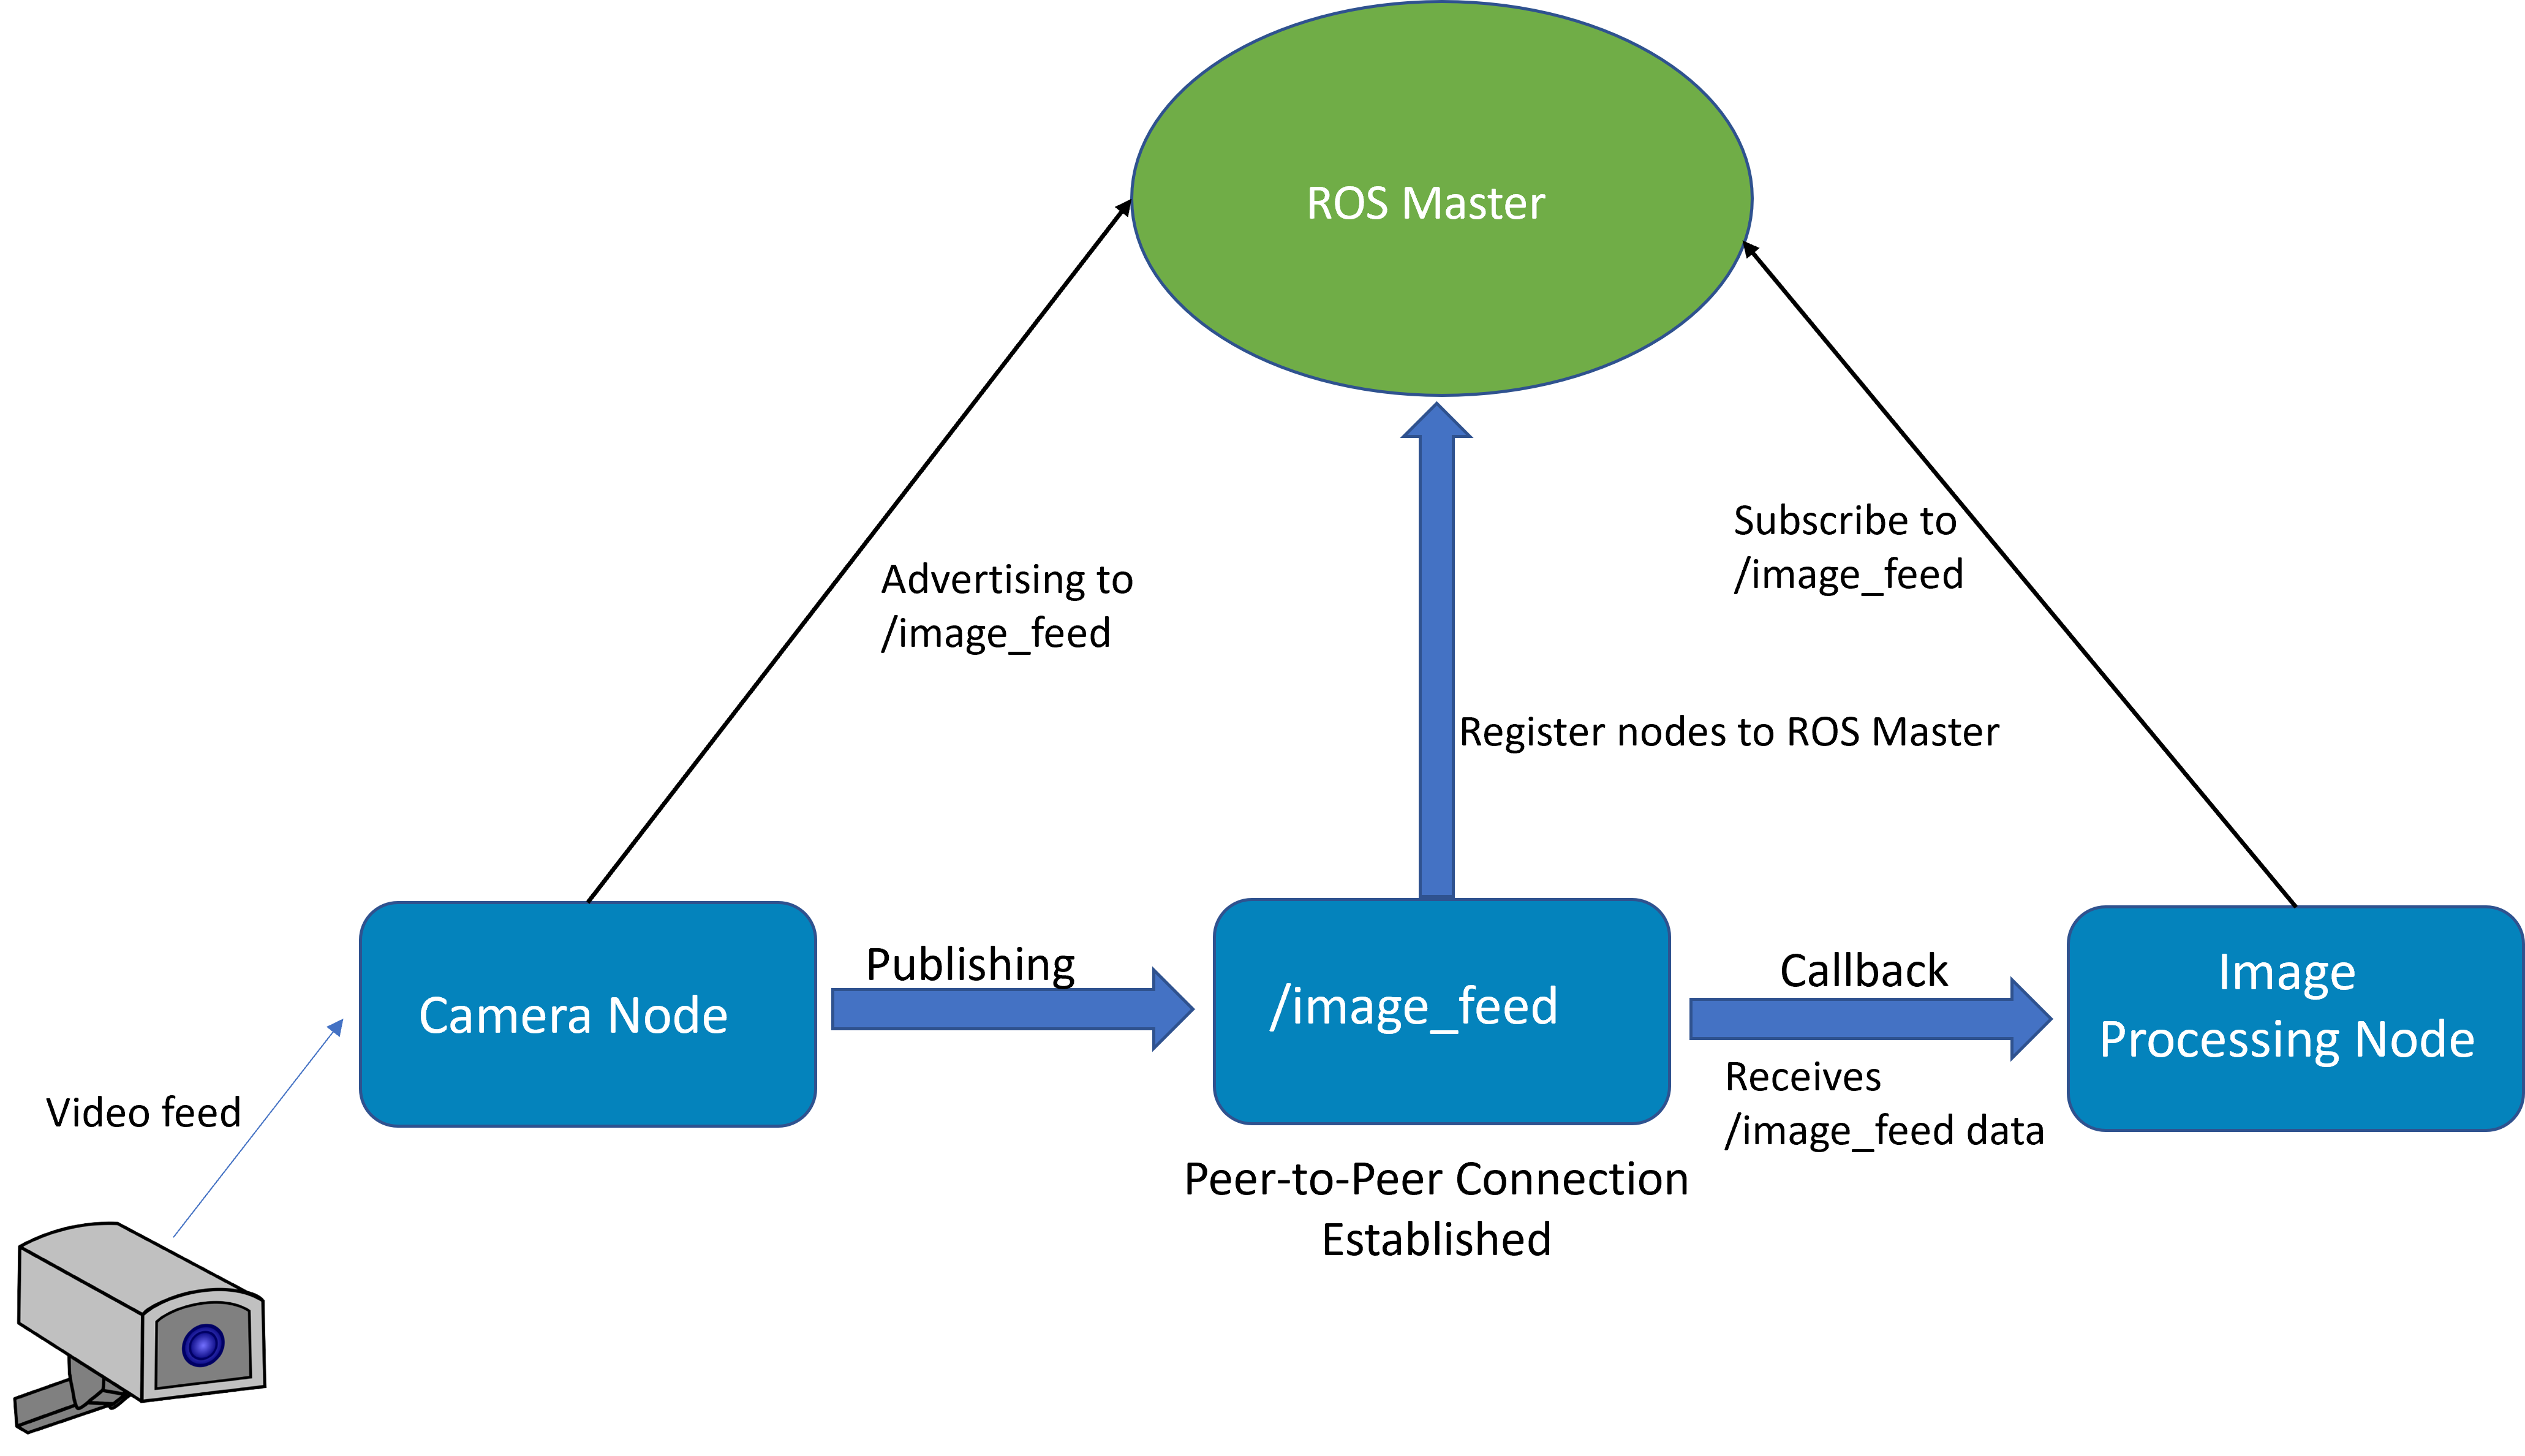 ROS Master
Advertising to
/image_feed
Subscribe to
/image_feed
Register nodes to ROS Master
Video feed
Camera Node
Publishing
/image_feed
Peer-to-Peer Connection
Established
Callback
Receives
/image_feed data
Image
Processing Node